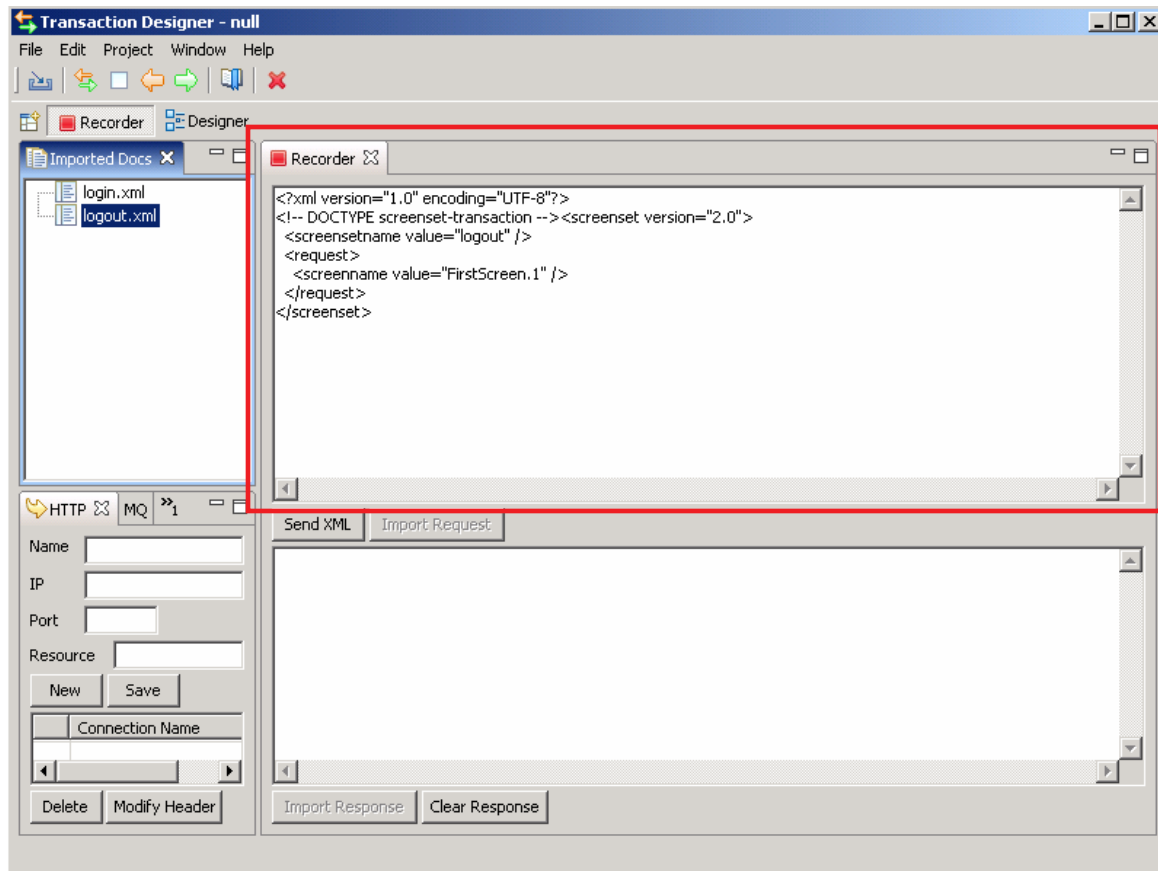 Transaction Designer - null
File Edit Project Window Help
Recorder Designer
Imported Docs
login.xml
logout.xml
Recorder
<?xml version="1.0" encoding="UTF-8"?>
<!-- DOCTYPE screenset-transaction --><screenset version="2.0">
<screensetname value="logout" />
<request>
<screenname value="FirstScreen.1" />
</request>
</screenset>
Send XML Import Request
HTTP MQ »1
Name
IP
Port
Resource
New Save
Connection Name
Delete Modify Header
Import Response Clear Response